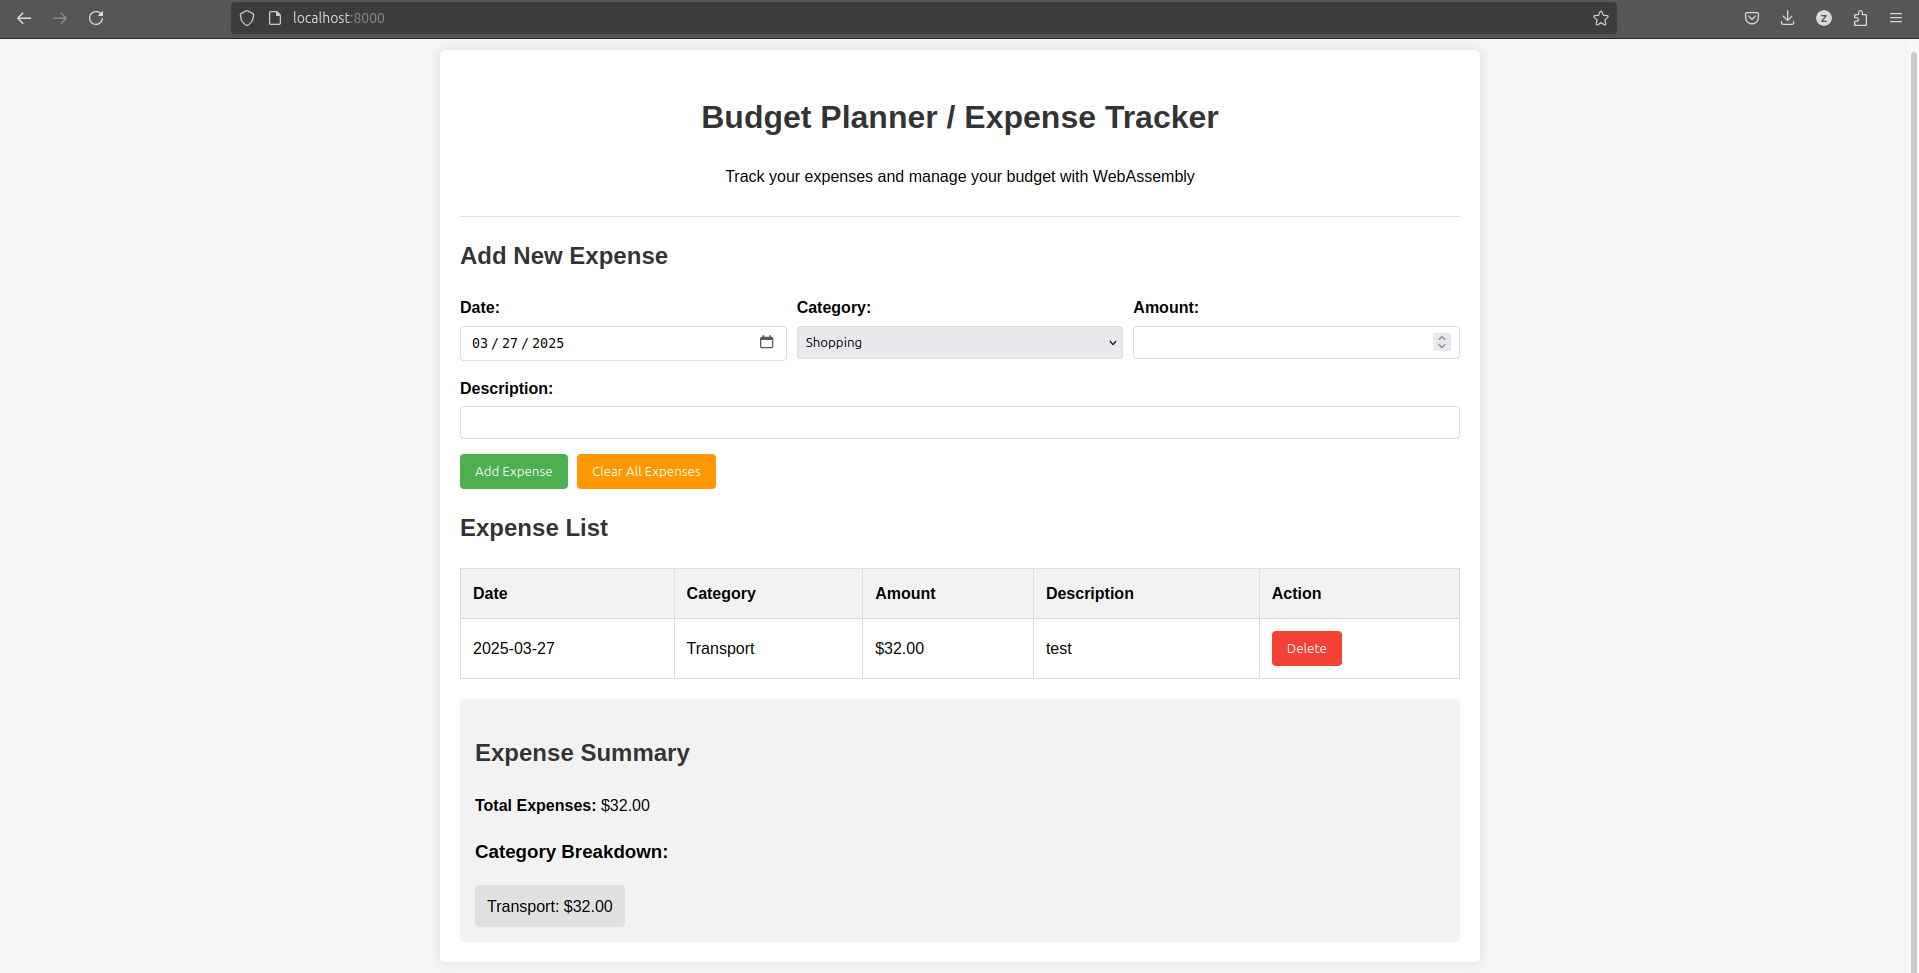 localhost:8000
Z
Budget Planner / Expense Tracker
Track your expenses and manage your budget with WebAssembly
Add New Expense
Date: Category: Amount:
03 / 27 / 2025 Shopping
Description:
Add Expense Clear All Expenses
Expense List
Date Category Amount Description Action
2025-03-27 Transport $32.00 test Delete
Expense Summary
Total Expenses: $32.00
Category Breakdown:
Transport: $32.00